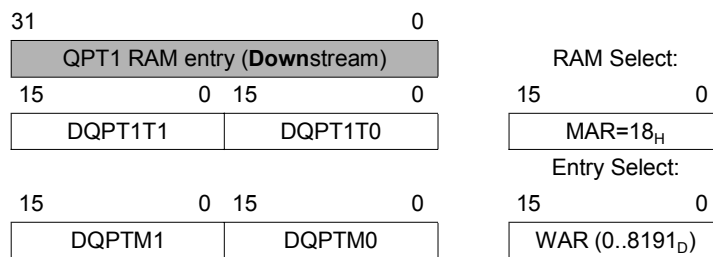 31 0
QPT1 RAM entry (Downstream) RAM Select:
15 0 15 0 15 0
DQPT1T1 DQPT1T0 MAR=18H
Entry Select:
15 0 15 0 15 0
DQPTM1 DQPTM0 WAR (0..8191D)